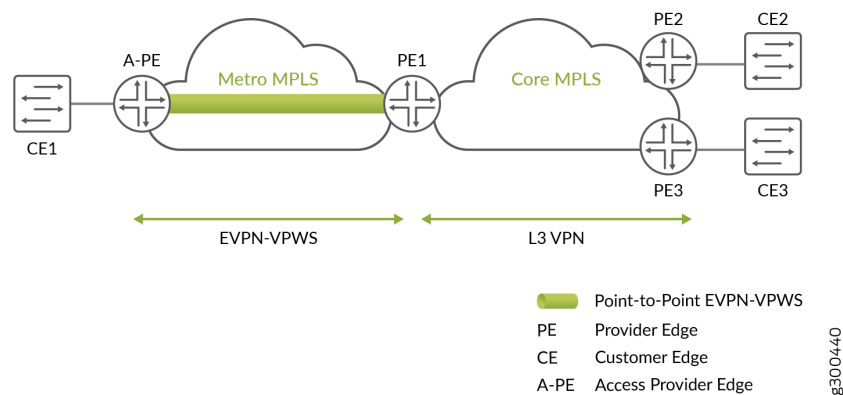 PE2
CE2
A-PE
PE1
Metro MPLS
Core MPLS
CE1
PE3
CE3
EVPN-VPWS
L3 VPN
Point-to-Point EVPN-VPWS
PE Provider Edge
CE Customer Edge
A-PE Access Provider Edge
g300440